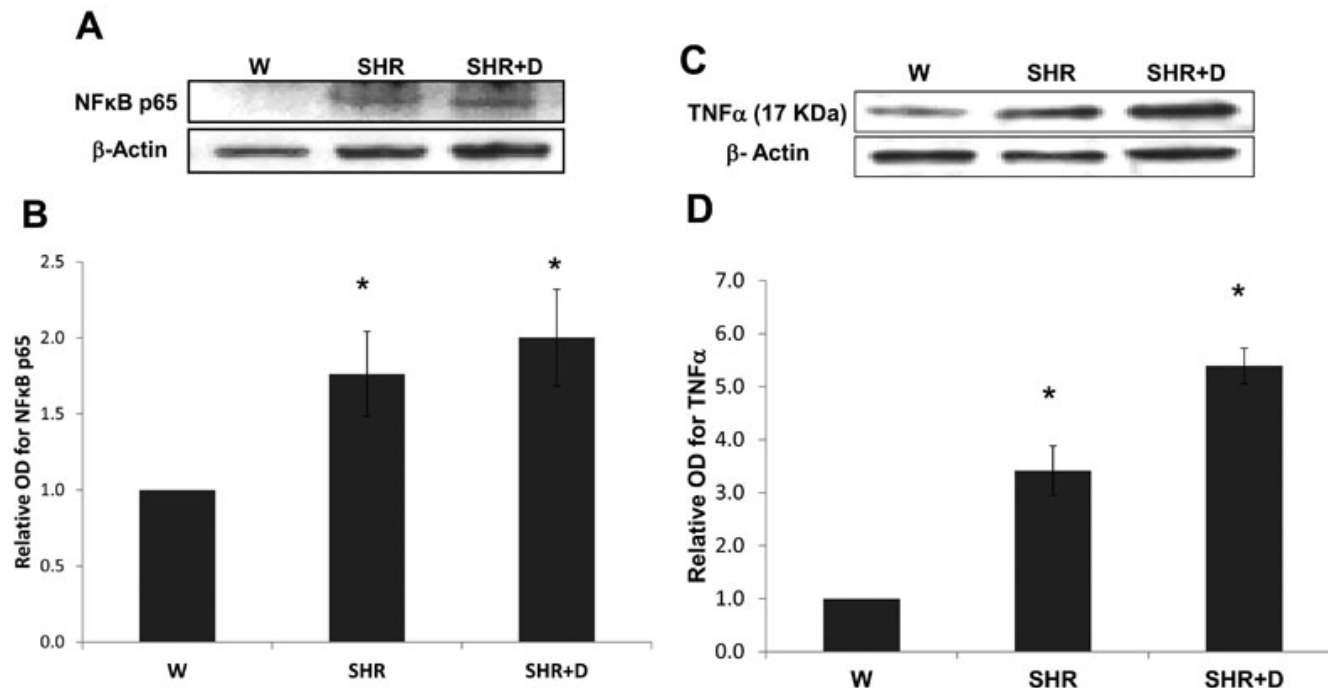 A
W SHR SHR+D
NFκB p65
β-Actin
B
2.5
2.0
1.5
1.0
0.5
0.0
Relative OD for NFκB p65
*
*
W SHR SHR+D
C
W SHR SHR+D
TNFα (17 KDa)
β- Actin
D
7.0
6.0
5.0
4.0
3.0
2.0
1.0
0.0
Relative OD for TNFα
*
*
W SHR SHR+D